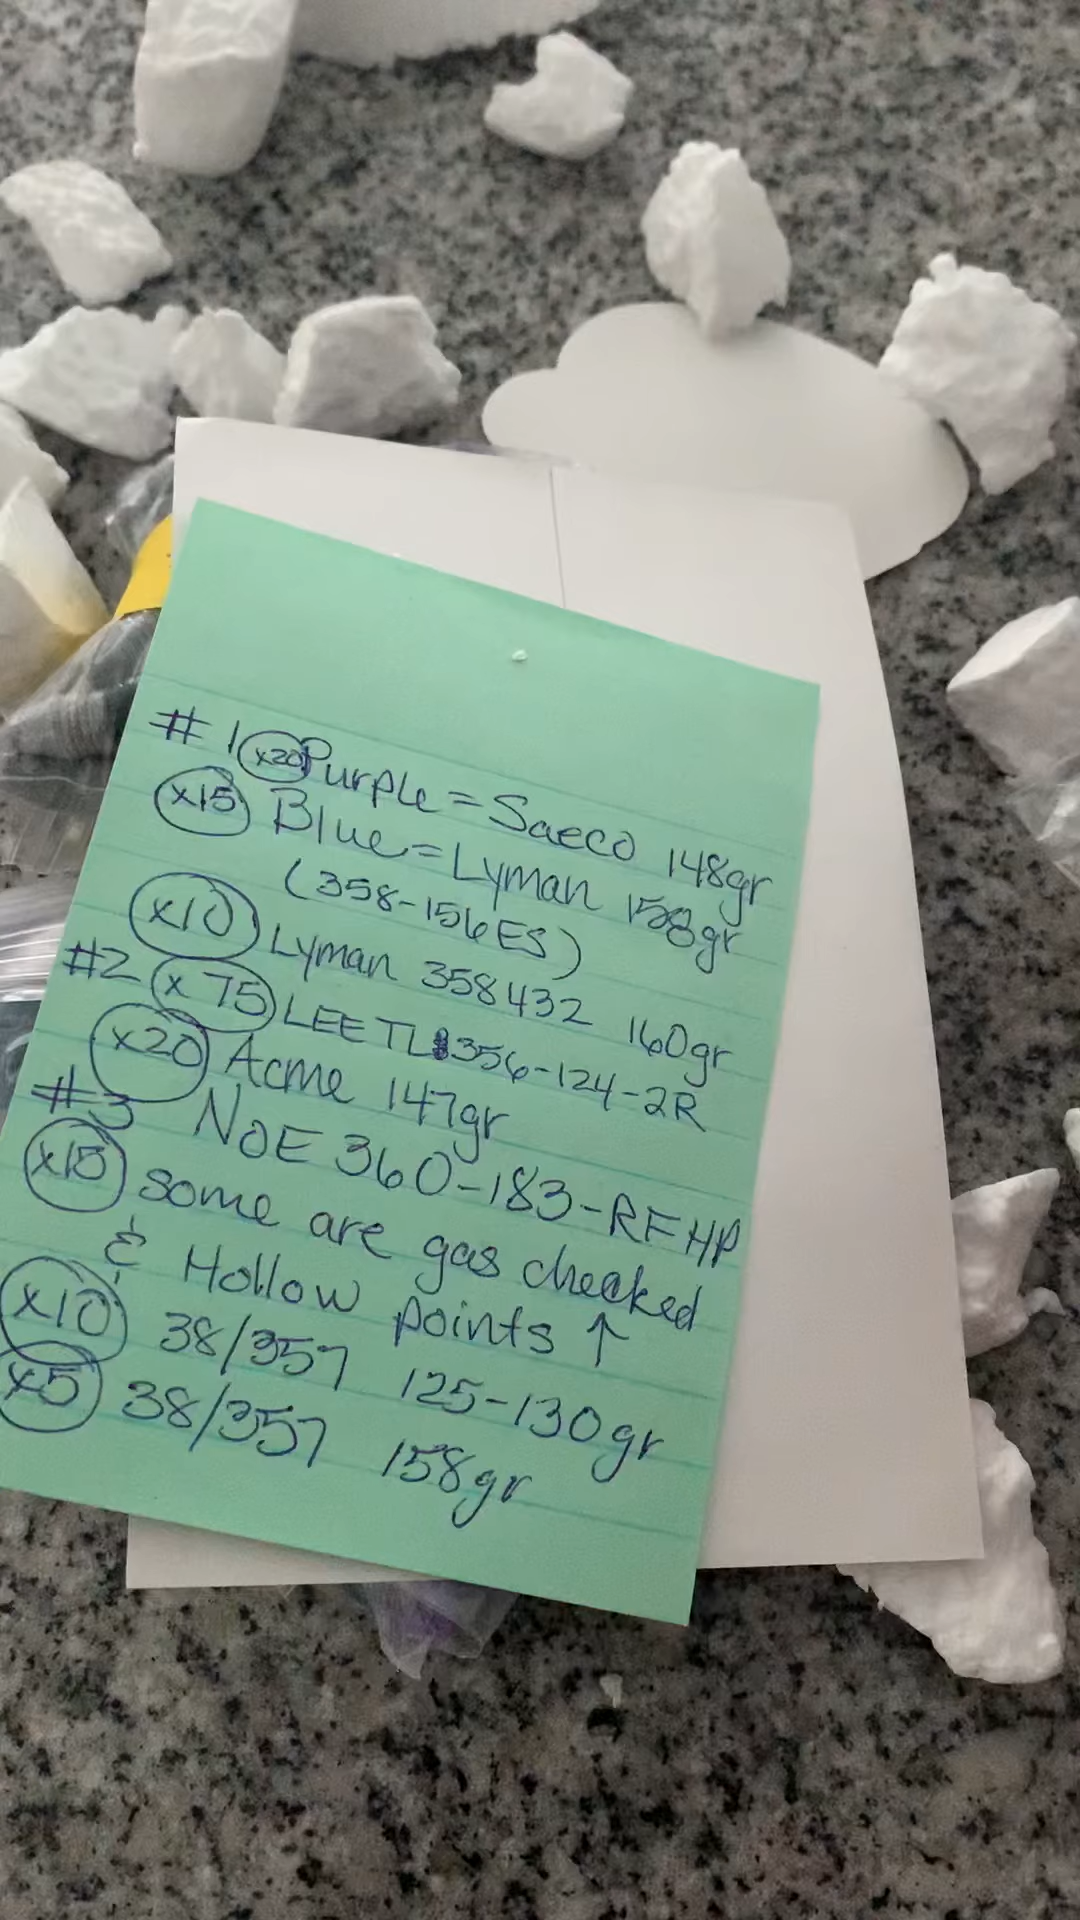 #1 x20 Purple = Saeco 148gr
x15 Blue = Lyman 158gr
(358-156ES)
x10 Lyman 358432 160gr
#2 x75 LEE TL356-124-2R
x20 Acme 147gr
#3 NOE 360-183-RFHP
x18 some are gas checked
& Hollow points ↑
x10 38/357 125-130gr
x5 38/357 158gr